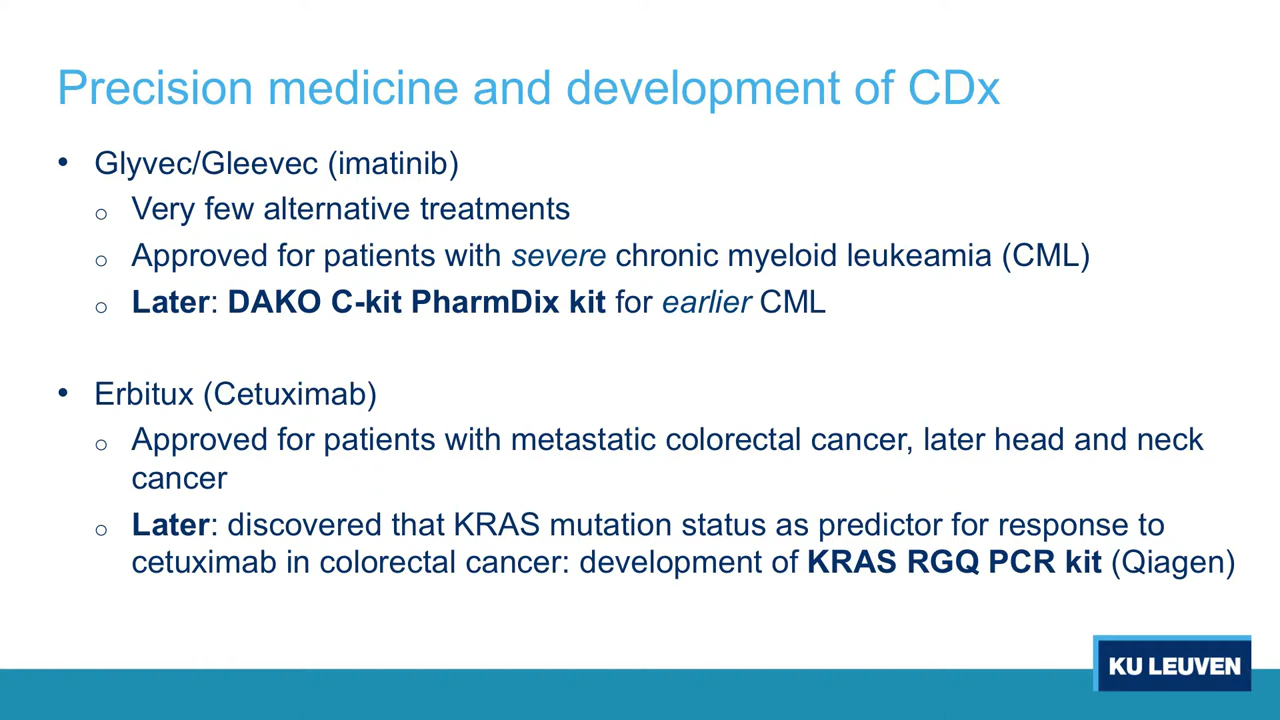 Precision medicine and development of CDx
• Glyvec/Gleevec (imatinib)
o Very few alternative treatments
o Approved for patients with severe chronic myeloid leukeamia (CML)
o Later: DAKO C-kit PharmDix kit for earlier CML
• Erbitux (Cetuximab)
o Approved for patients with metastatic colorectal cancer, later head and neck
cancer
o Later: discovered that KRAS mutation status as predictor for response to
cetuximab in colorectal cancer: development of KRAS RGQ PCR kit (Qiagen)
KU LEUVEN